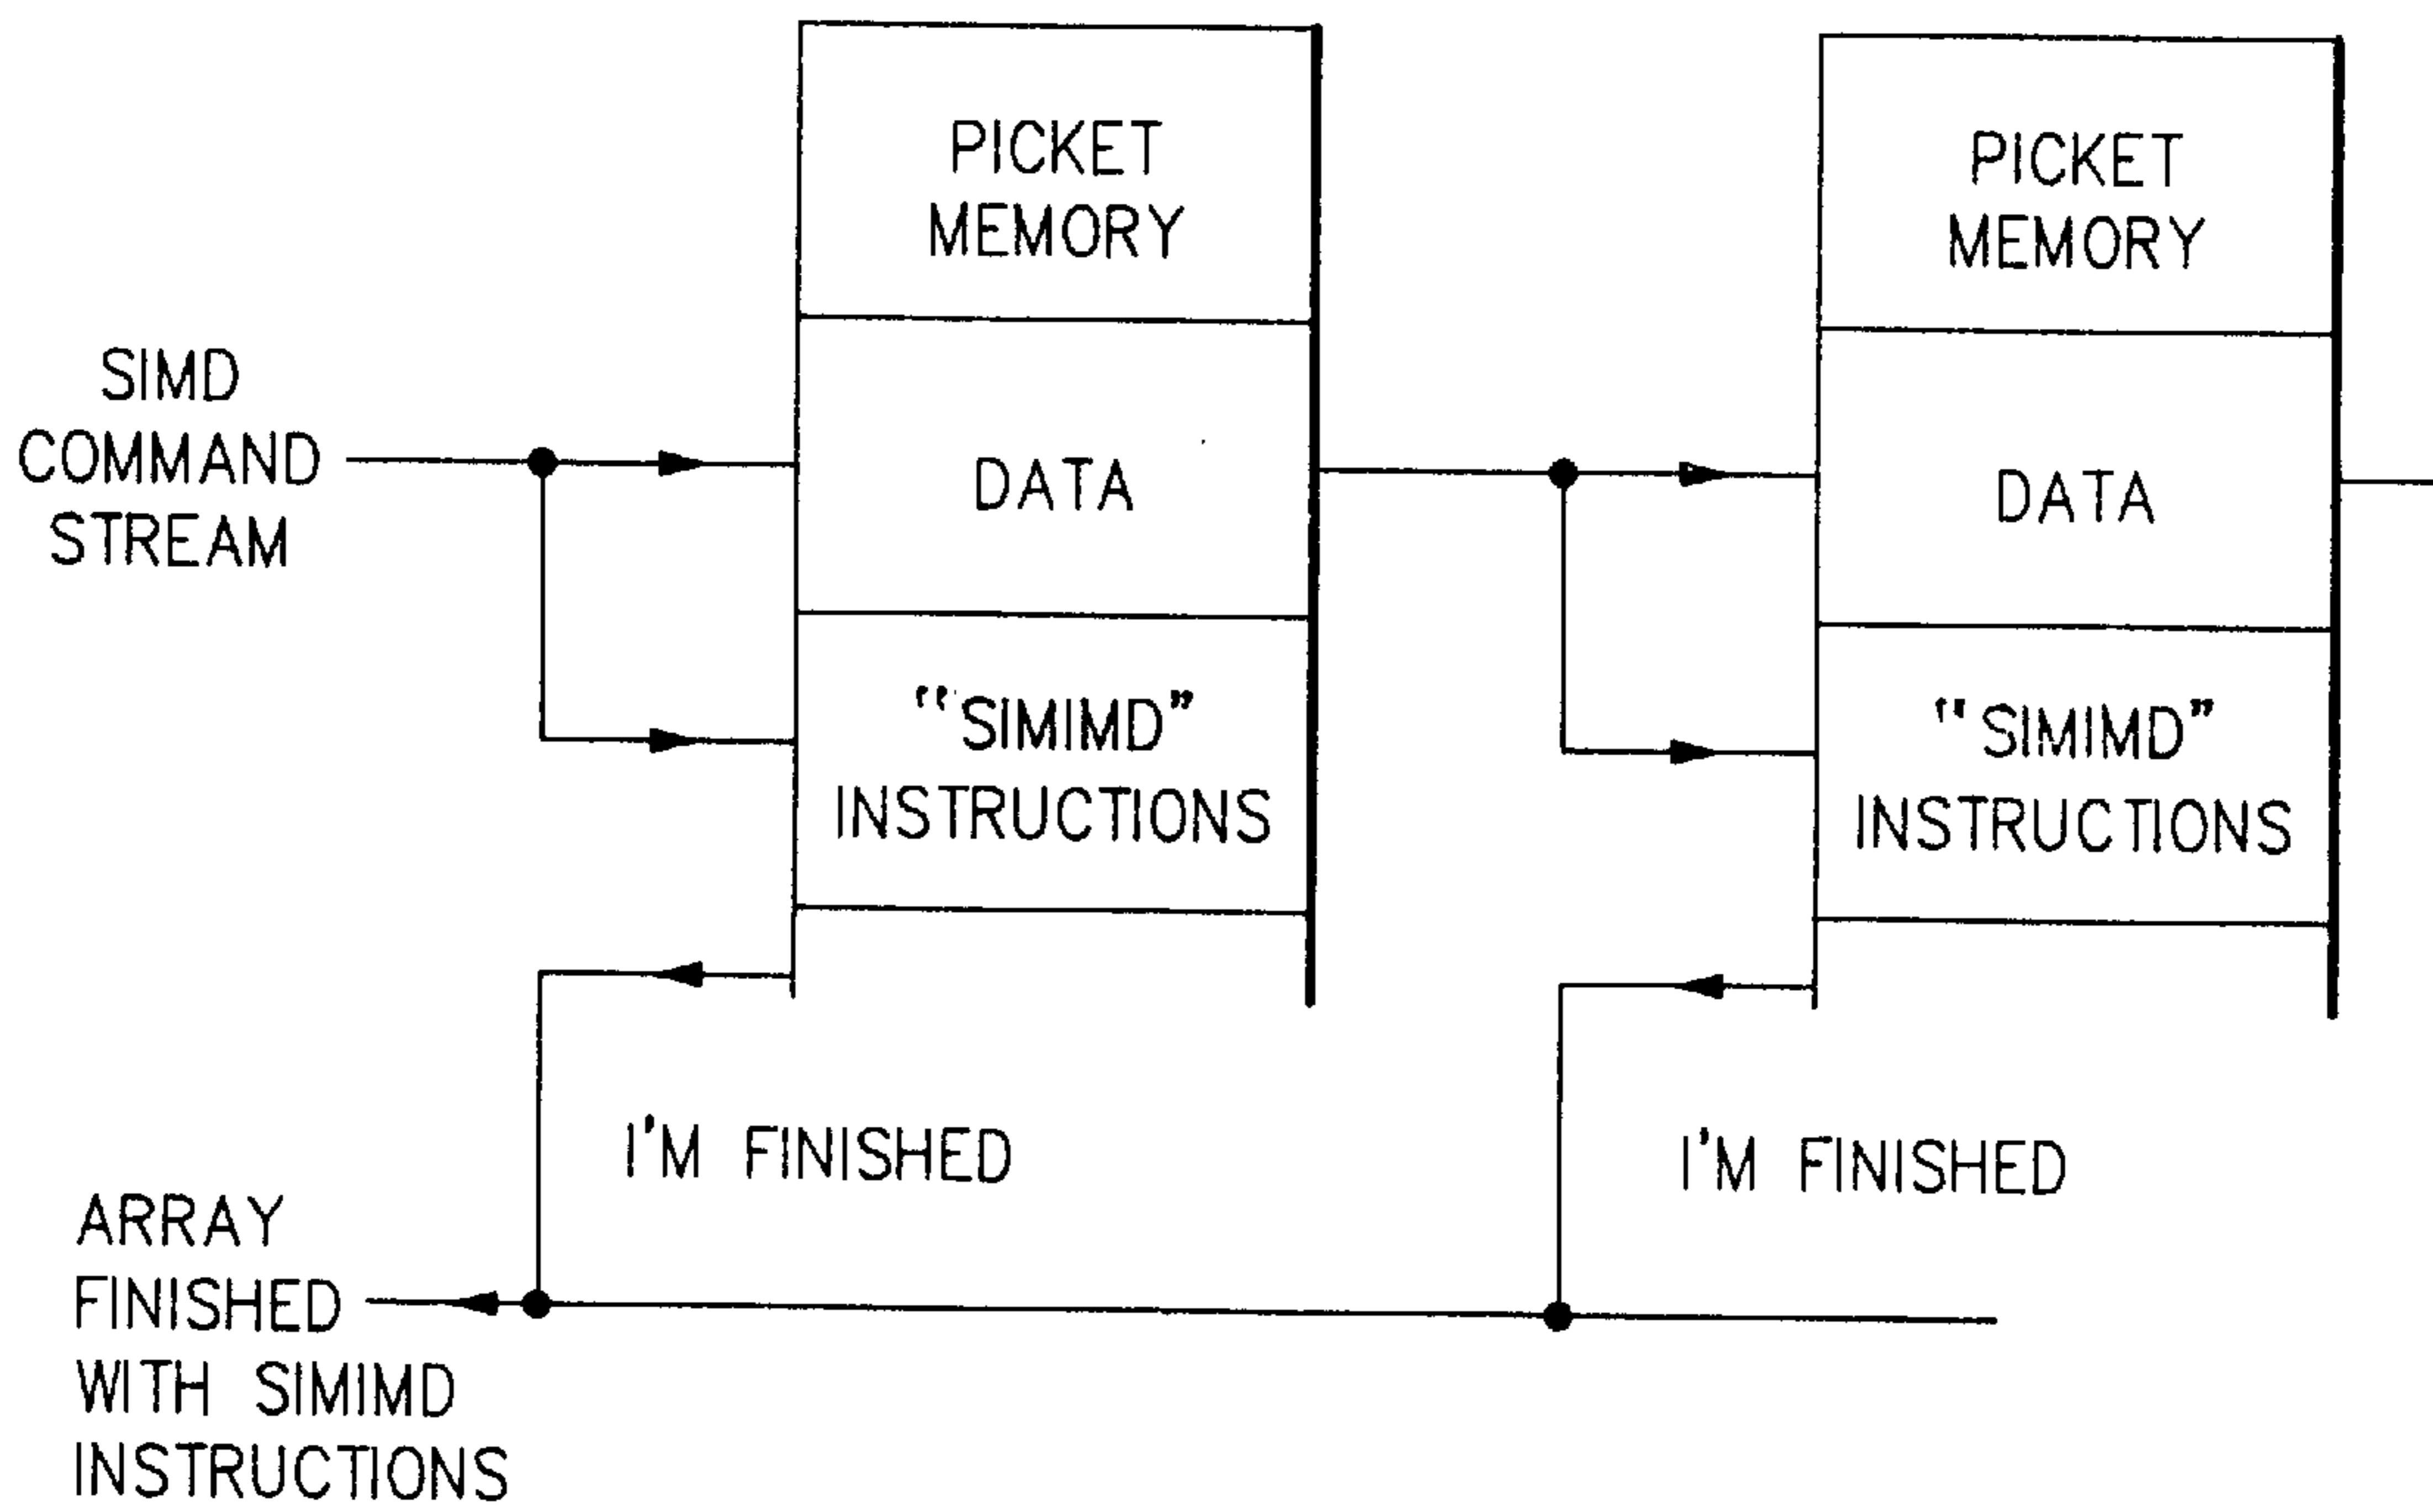 SIMD
COMMAND
STREAM
PICKET
MEMORY
DATA
"SIMIMD"
INSTRUCTIONS
PICKET
MEMORY
DATA
"SIMIMD"
INSTRUCTIONS
I'M FINISHED
I'M FINISHED
ARRAY
FINISHED
WITH SIMIMD
INSTRUCTIONS